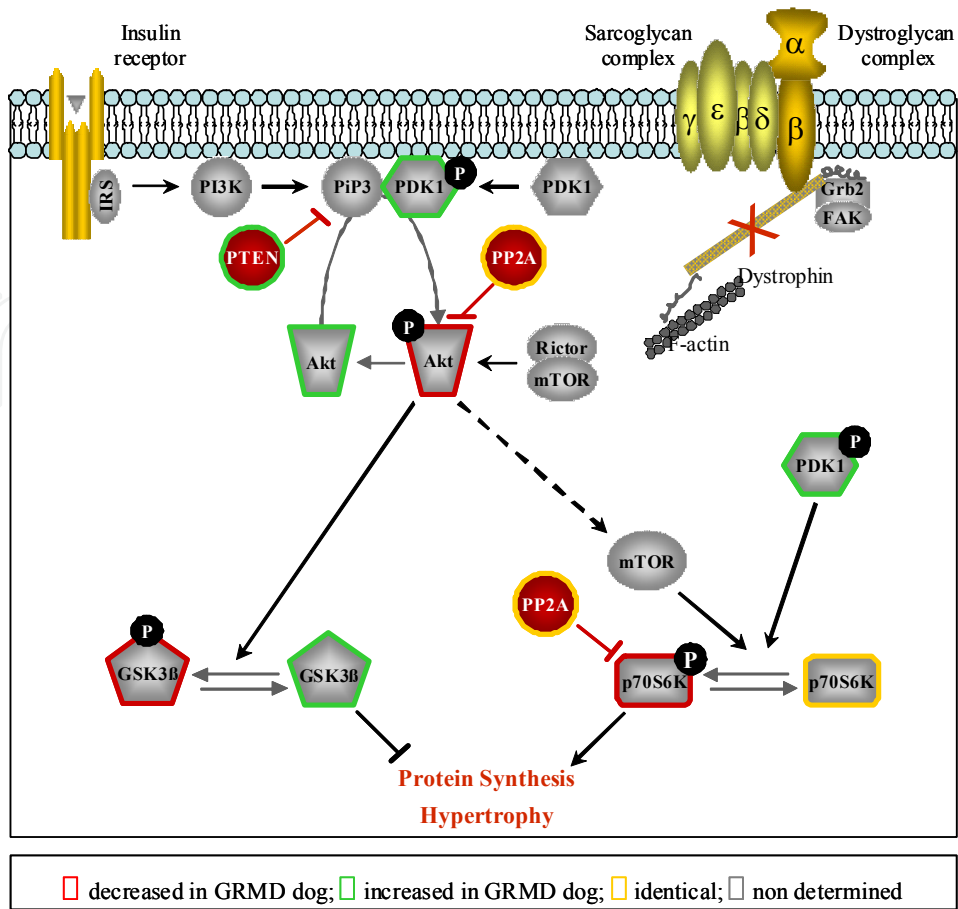 Insulin receptor
Sarcoglycan complex
Dystroglycan complex
α
γ
ε
β
δ
β
IRS
PI3K
PiP3
PDK1
P
PDK1
Grb2
FAK
PTEN
PP2A
Dystrophin
F-actin
P
Akt
Akt
Rictor
mTOR
P
PDK1
mTOR
PP2A
P
GSK3ß
GSK3ß
P
p70S6K
p70S6K
Protein Synthesis
Hypertrophy
decreased in GRMD dog; increased in GRMD dog; identical; non determined